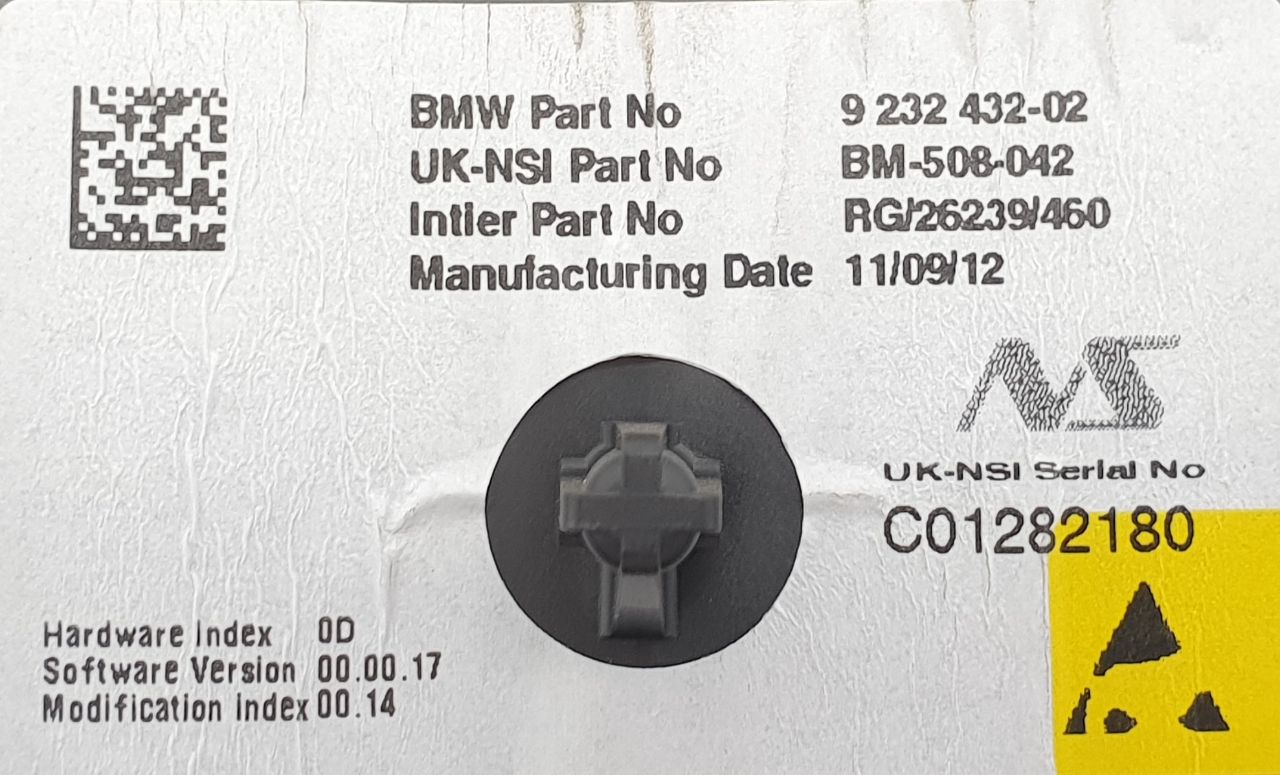 BMW Part No 9 232 432-02
UK-NSI Part No BM-508-042
Intier Part No RG/26239/460
Manufacturing Date 11/09/12
NS
UK-NSI Serial No
C01282180
Hardware Index 0D
Software Version 00.00.17
Modification index 00.14